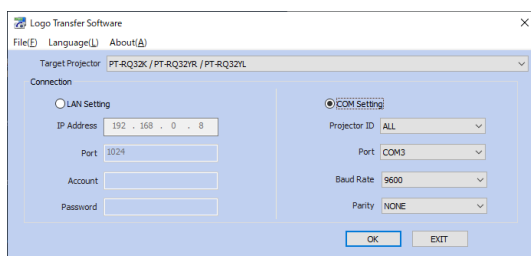 Logo Transfer Software
File(F) Language(L) About(A)
Target Projector PT-RQ32K / PT-RQ32YR / PT-RQ32YL
Connection
LAN Setting
IP Address 192 . 168 . 0 . 8
Port 1024
Account
Password
COM Setting
Projector ID ALL
Port COM3
Baud Rate 9600
Parity NONE
OK EXIT